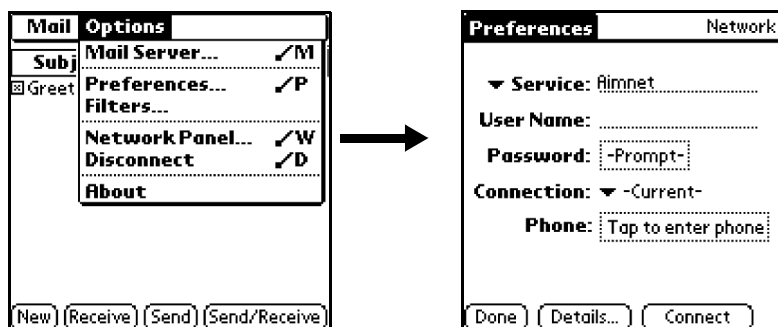 Mail Options
Mail Server... ⁄M
Subj
Preferences... ⁄P
Greet
Filters...
Network Panel... ⁄W
Disconnect ⁄D
About
New Receive Send Send/Receive
Preferences Network
Service: Aimnet
User Name:
Password: -Prompt-
Connection: -Current-
Phone: Tap to enter phone
Done Details... Connect